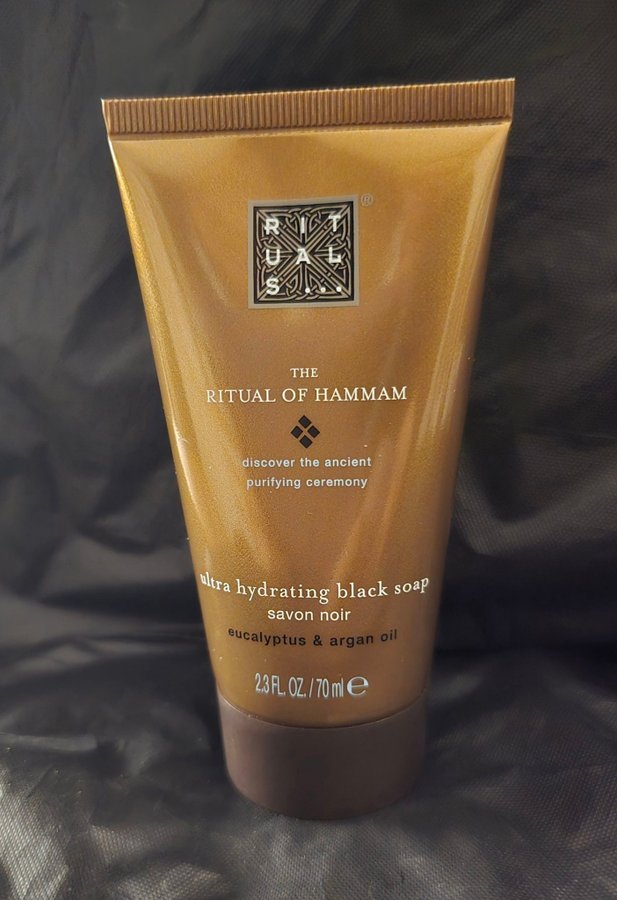 RIT
UAL
S...
®
THE
RITUAL OF HAMMAM
discover the ancient
purifying ceremony
ultra hydrating black soap
savon noir
eucalyptus & argan oil
2.3 FL. OZ. / 70 ml ℮